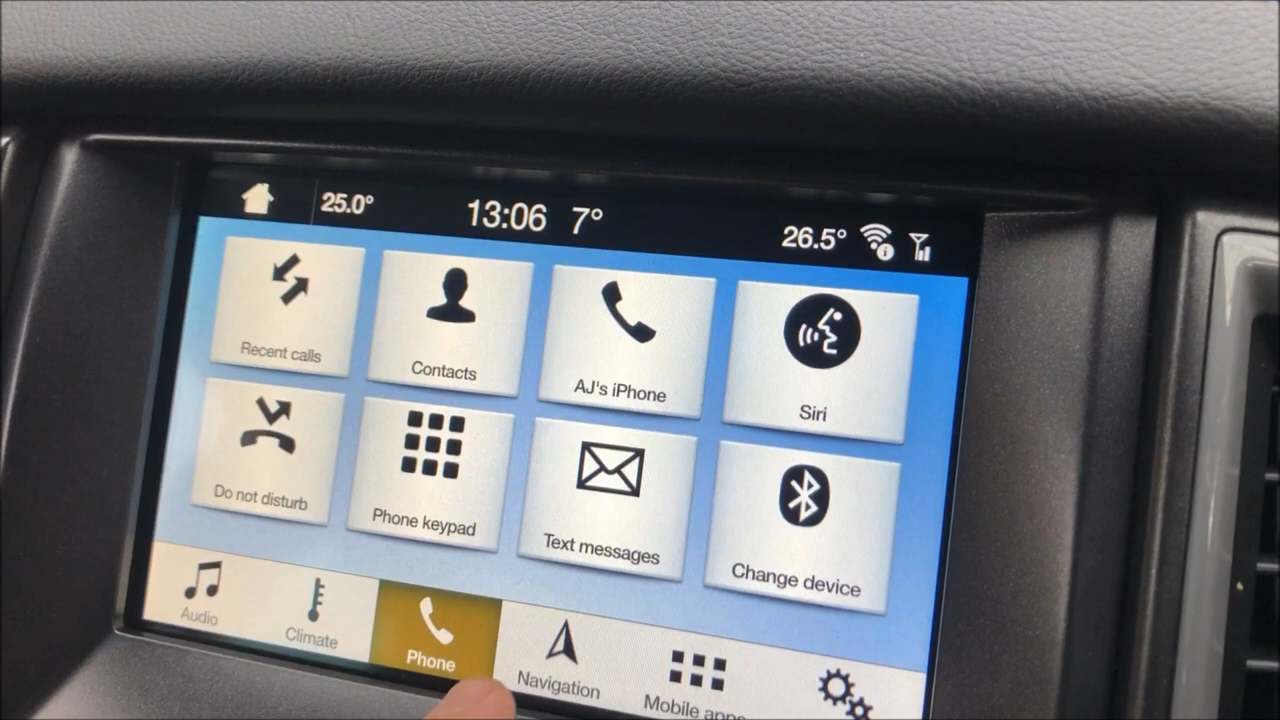 25.0° 13:06 7° 26.5°
Recent calls
Contacts
AJ's iPhone
Siri
Do not disturb
Phone keypad
Text messages
Change device
Audio
Climate
Phone
Navigation
Mobile apps